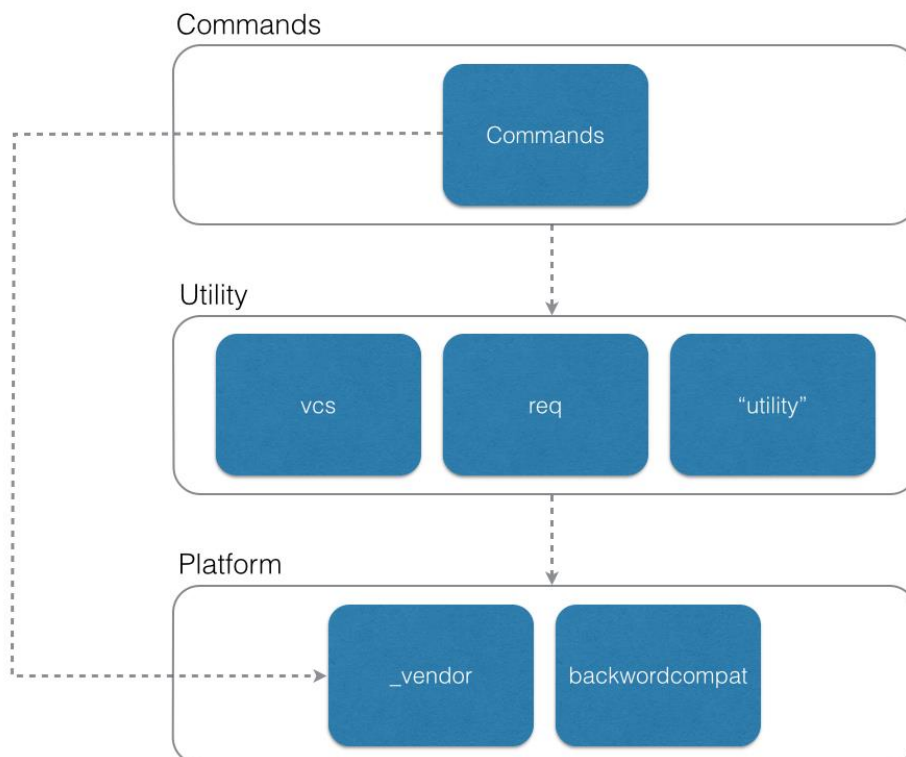 Commands
Commands
Utility
vcs
req
“utility”
Platform
_vendor
backwordcompat